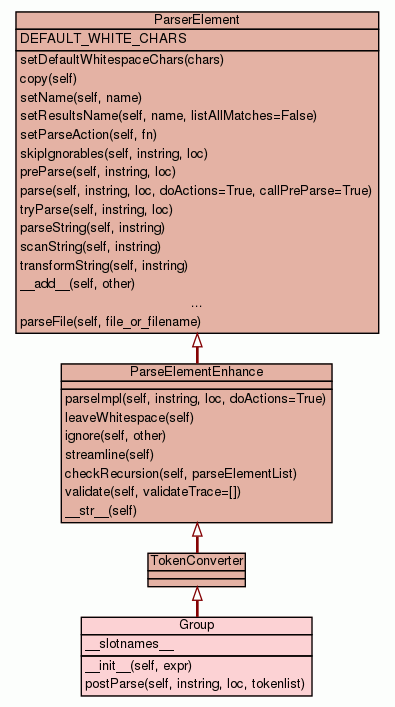 ParserElement
DEFAULT_WHITE_CHARS
setDefaultWhitespaceChars(chars)
copy(self)
setName(self, name)
setResultsName(self, name, listAllMatches=False)
setParseAction(self, fn)
skipIgnorables(self, instring, loc)
preParse(self, instring, loc)
parse(self, instring, loc, doActions=True, callPreParse=True)
tryParse(self, instring, loc)
parseString(self, instring)
scanString(self, instring)
transformString(self, instring)
__add__(self, other)
...
parseFile(self, file_or_filename)
ParseElementEnhance
parseImpl(self, instring, loc, doActions=True)
leaveWhitespace(self)
ignore(self, other)
streamline(self)
checkRecursion(self, parseElementList)
validate(self, validateTrace=[])
__str__(self)
TokenConverter
Group
__slotnames__
__init__(self, expr)
postParse(self, instring, loc, tokenlist)